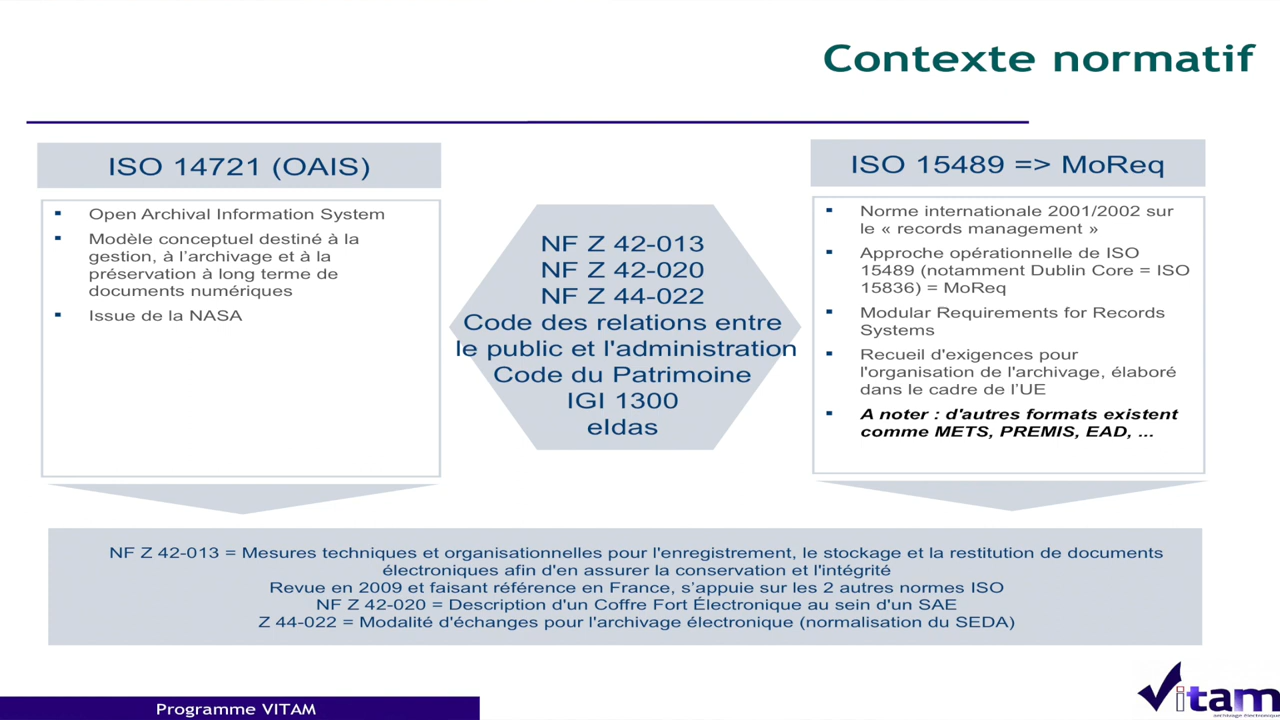 Contexte normatif
ISO 14721 (OAIS)
Open Archival Information System
Modèle conceptuel destiné à la
gestion, à l'archivage et à la
préservation à long terme de
documents numériques
Issue de la NASA
NF Z 42-013
NF Z 42-020
NF Z 44-022
Code des relations entre
le public et l'administration
Code du Patrimoine
IGI 1300
eIdas
ISO 15489 => MoReq
Norme internationale 2001/2002 sur
le « records management »
Approche opérationnelle de ISO
15489 (notamment Dublin Core = ISO
15836) = MoReq
Modular Requirements for Records
Systems
Recueil d'exigences pour
l'organisation de l'archivage, élaboré
dans le cadre de l'UE
A noter : d'autres formats existent
comme METS, PREMIS, EAD, ...
NF Z 42-013 = Mesures techniques et organisationnelles pour l'enregistrement, le stockage et la restitution de documents
électroniques afin d'en assurer la conservation et l'intégrité
Revue en 2009 et faisant référence en France, s'appuie sur les 2 autres normes ISO
NF Z 42-020 = Description d'un Coffre Fort Électronique au sein d'un SAE
Z 44-022 = Modalité d'échanges pour l'archivage électronique (normalisation du SEDA)
Programme VITAM
Vitam
archivage électronique